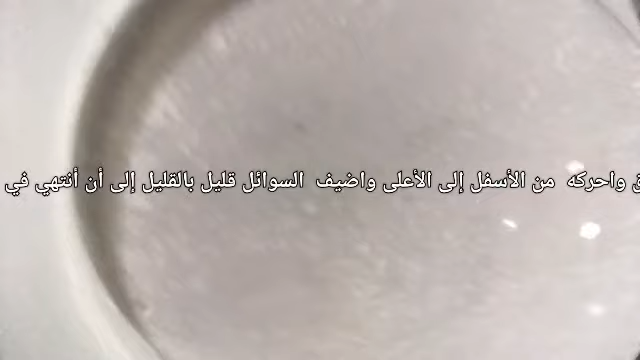 واحركه من الأسفل إلى الأعلى واضيف السوائل قليل بالقليل إلى أن أنتهي في